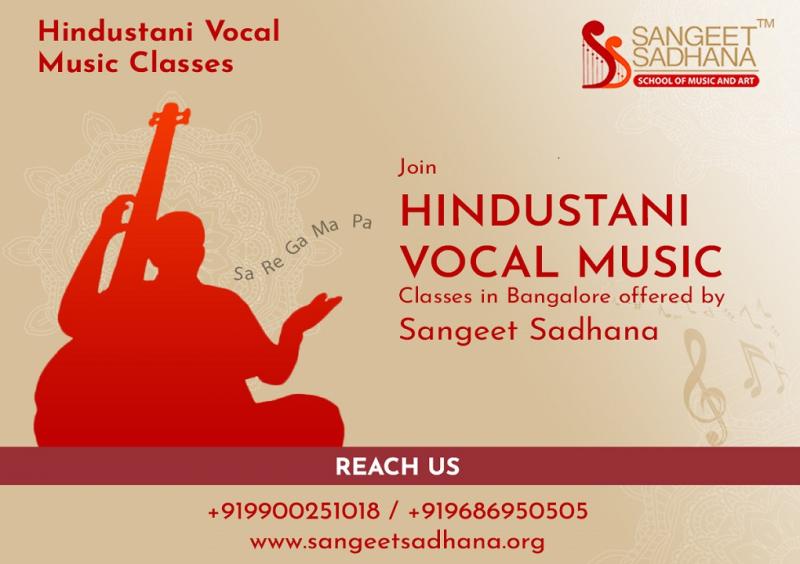 Hindustani Vocal
Music Classes
SANGEET TM
SADHANA
SCHOOL OF MUSIC AND ART
Sa Re Ga Ma Pa
Join
HINDUSTANI
VOCAL MUSIC
Classes in Bangalore offered by
Sangeet Sadhana
REACH US
+919900251018 / +919686950505
www.sangeetsadhana.org